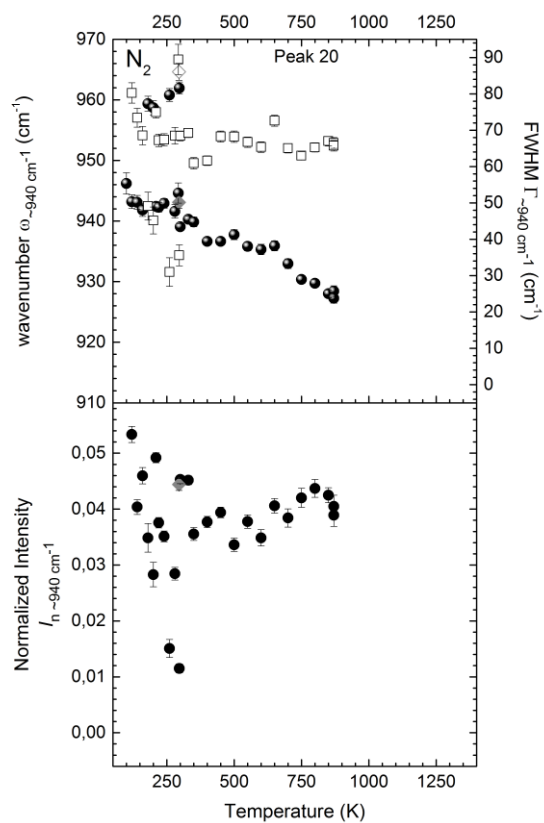 250 500 750 1000 1250
970
960
950
940
930
920
910
wavenumber ω~940 cm-1 (cm-1)
N2
Peak 20
90
80
70
60
50
40
30
20
10
0
FWHM Γ~940 cm-1 (cm-1)
0,05
0,04
0,03
0,02
0,01
0,00
Normalized Intensity
In ~940 cm-1
250 500 750 1000 1250
Temperature (K)